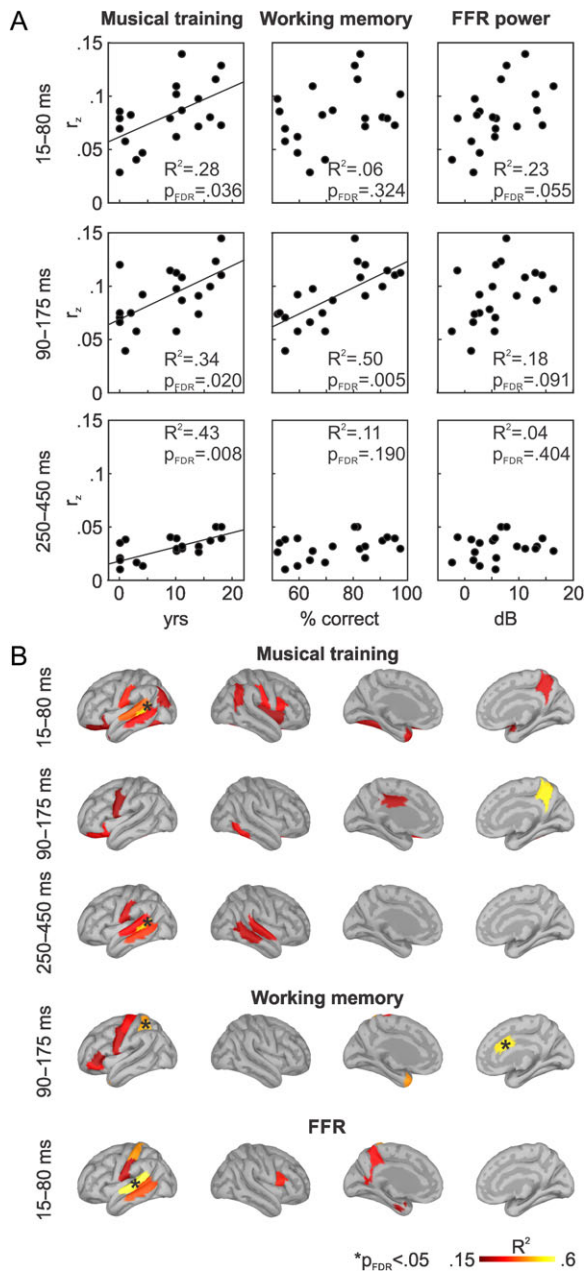 A
Musical training Working memory FFR power
15–80 ms
r_z
.15
.1
.05
0
R²=.28
p_FDR=.036
R²=.06
p_FDR=.324
R²=.23
p_FDR=.055
90–175 ms
r_z
.15
.1
.05
0
R²=.34
p_FDR=.020
R²=.50
p_FDR=.005
R²=.18
p_FDR=.091
250–450 ms
r_z
.15
.1
.05
0
R²=.43
p_FDR=.008
R²=.11
p_FDR=.190
R²=.04
p_FDR=.404
0 10 20 60 80 100 0 10 20
yrs % correct dB
B
Musical training
15–80 ms
*
90–175 ms
250–450 ms
*
Working memory
90–175 ms
* *
FFR
15–80 ms
*
*p_FDR<.05 .15 R² .6